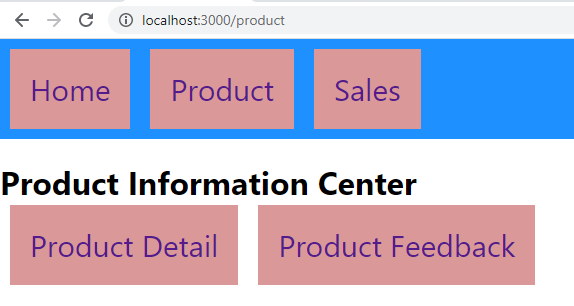 localhost:3000/product
Home Product Sales
Product Information Center
Product Detail Product Feedback